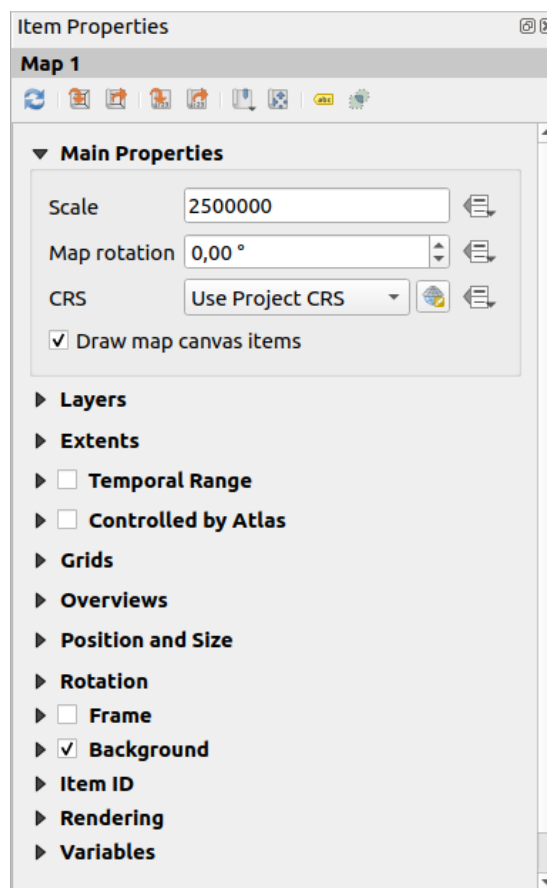 Item Properties
Map 1
abc
Main Properties
Scale 2500000
Map rotation 0,00 °
CRS Use Project CRS
Draw map canvas items
Layers
Extents
Temporal Range
Controlled by Atlas
Grids
Overviews
Position and Size
Rotation
Frame
Background
Item ID
Rendering
Variables